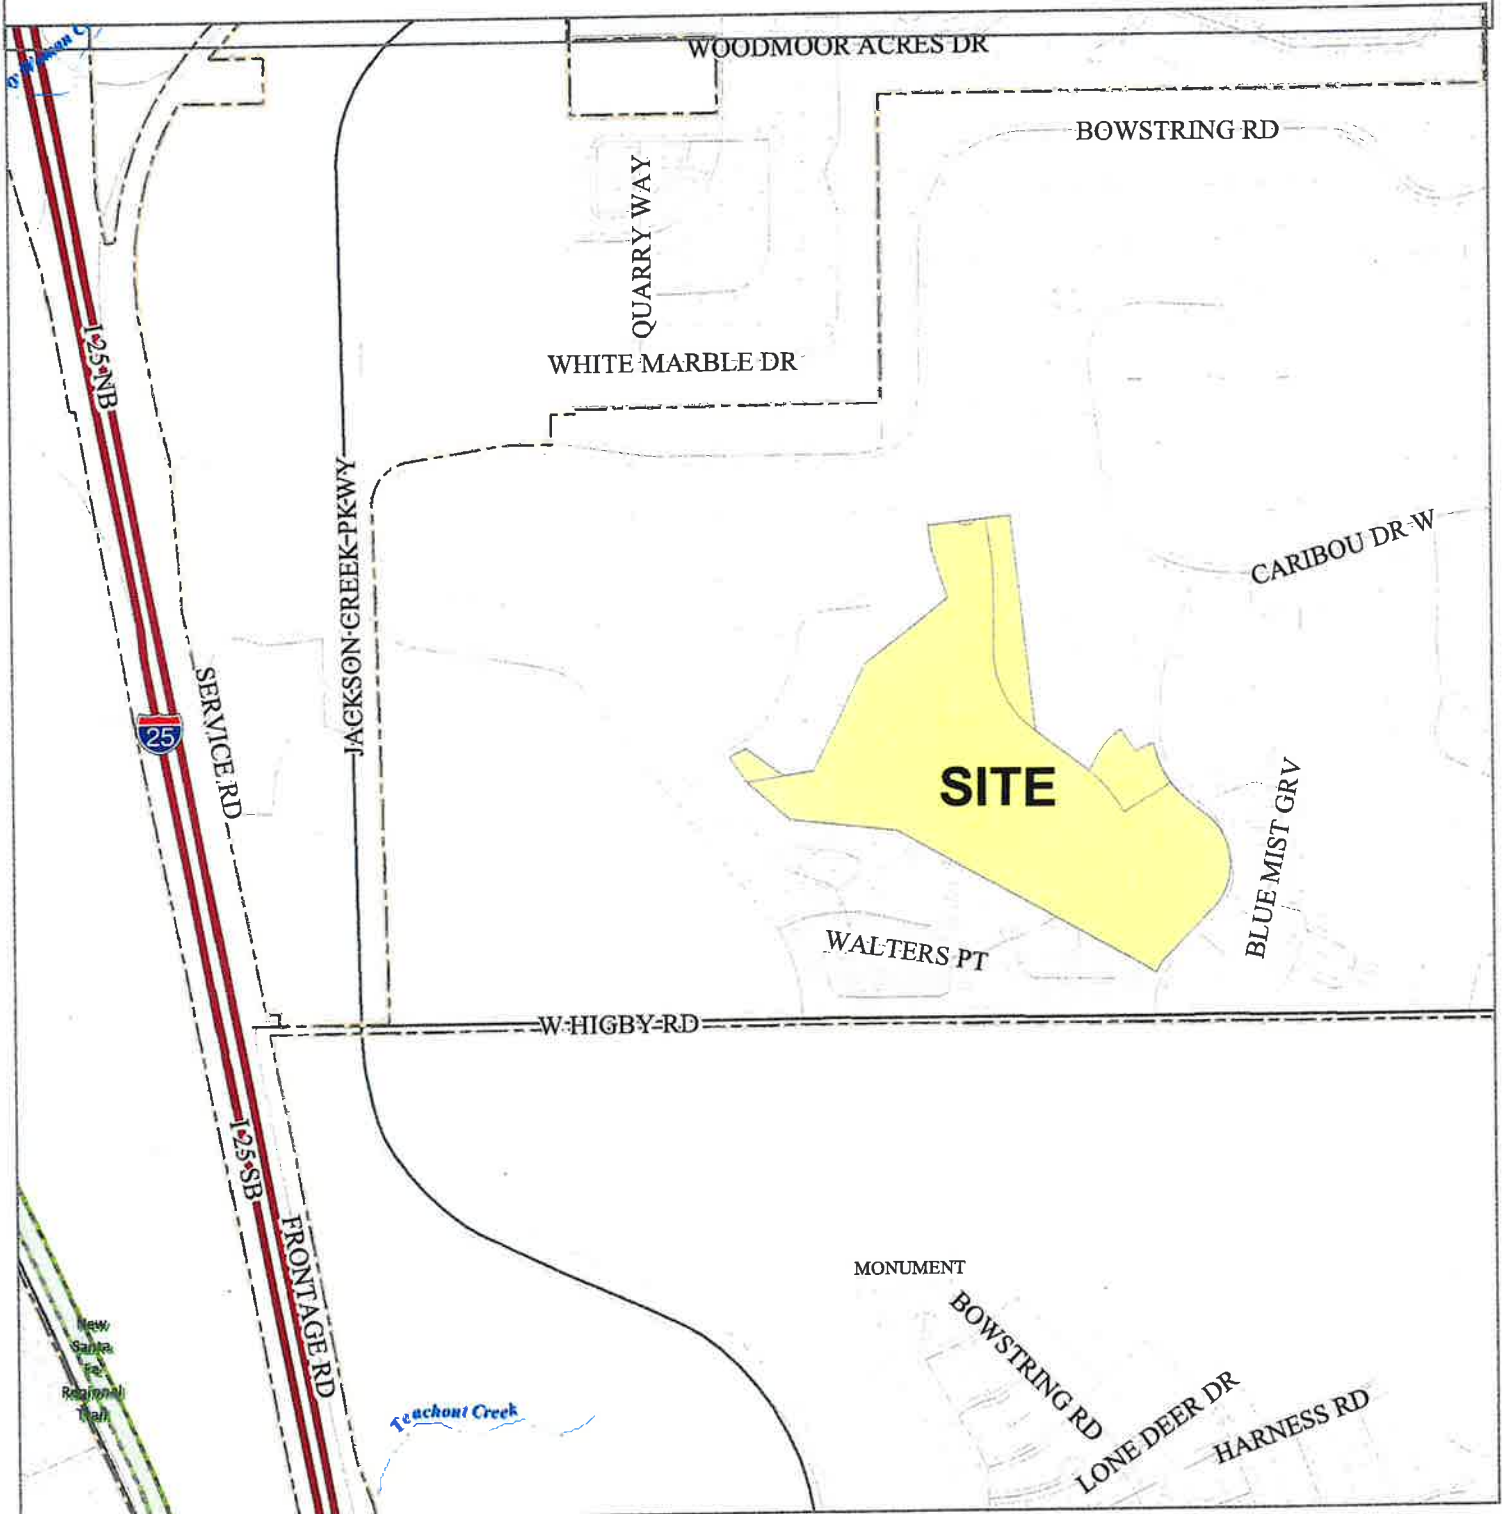 WOODMOOR ACRES DR
BOWSTRING RD
QUARRY WAY
I 25 NB
WHITE MARBLE DR
JACKSON CREEK PKWY
CARIBOU DR W
SERVICE RD
25
SITE
BLUE MIST GRV
WALTERS PT
W HIGBY RD
I 25 SB
FRONTAGE RD
MONUMENT
BOWSTRING RD
New
Santa
Fe
Regional
Trail
LONE DEER DR
HARNESS RD
Teachout Creek